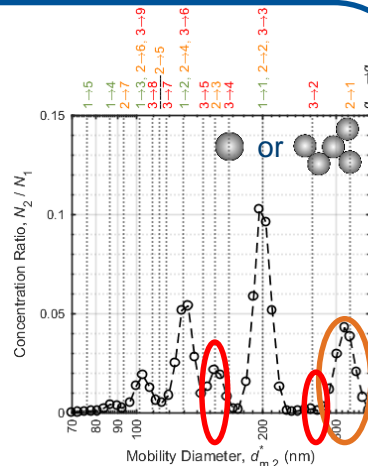 1→5
1→4
2→7
1→3, 2→6, 3→9
3→8
2→5
3→7
1→2, 2→4, 3→6
3→5
2→3
3→4
1→1, 2→2, 3→3
3→2
2→1
0.15
0.1
0.05
0
or
Concentration Ratio, N₂ / N₁
70 80 90 100 200
Mobility Diameter, d*m,2 (nm)